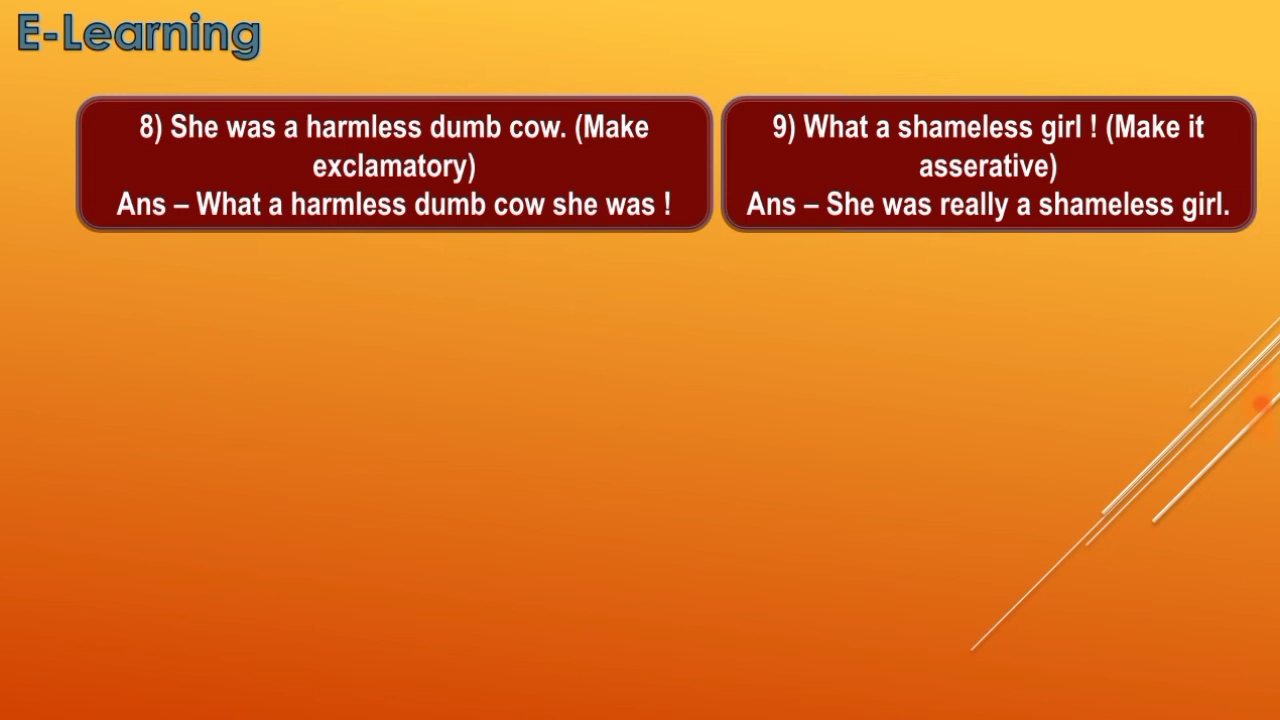 E-Learning
8) She was a harmless dumb cow. (Make
exclamatory)
Ans – What a harmless dumb cow she was !
9) What a shameless girl ! (Make it
asserative)
Ans – She was really a shameless girl.